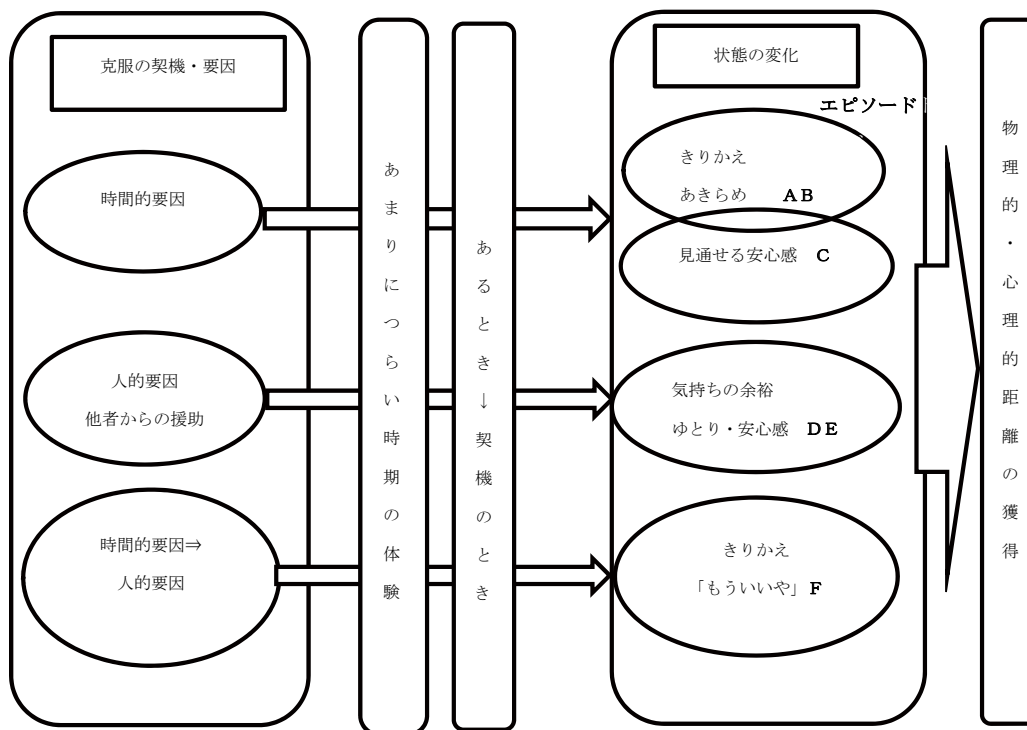 克服の契機・要因
時間的要因
人的要因
他者からの援助
時間的要因⇒
人的要因
あまりにつらい時期の体験
あるとき→契機のとき
状態の変化
エピソード
きりかえ
あきらめ　AB
見通せる安心感　C
気持ちの余裕
ゆとり・安心感　DE
きりかえ
「もういいや」F
物理的・心理的距離の獲得